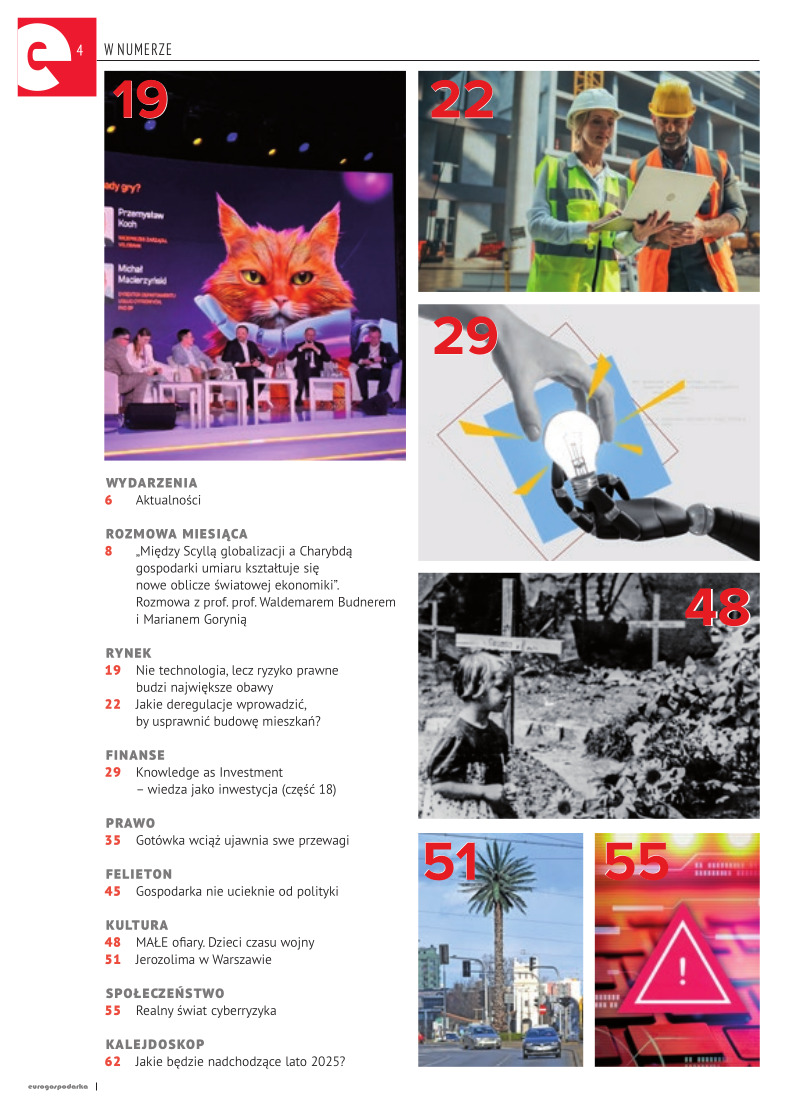 4
W NUMERZE
19
ady gry?
Przemysław
Koch
Michał
Macierzyński
22
29
48
51
55
WYDARZENIA
6 Aktualności
ROZMOWA MIESIĄCA
8 „Między Scyllą globalizacji a Charybdą
gospodarki umiaru kształtuje się
nowe oblicze światowej ekonomiki”.
Rozmowa z prof. prof. Waldemarem Budnerem
i Marianem Gorynią
RYNEK
19 Nie technologia, lecz ryzyko prawne
budzi największe obawy
22 Jakie deregulacje wprowadzić,
by usprawnić budowę mieszkań?
FINANSE
29 Knowledge as Investment
– wiedza jako inwestycja (część 18)
PRAWO
35 Gotówka wciąż ujawnia swe przewagi
FELIETON
45 Gospodarka nie ucieknie od polityki
KULTURA
48 MAŁE ofiary. Dzieci czasu wojny
51 Jerozolima w Warszawie
SPOŁECZEŃSTWO
55 Realny świat cyberryzyka
KALEJDOSKOP
62 Jakie będzie nadchodzące lato 2025?
eurogospodarka